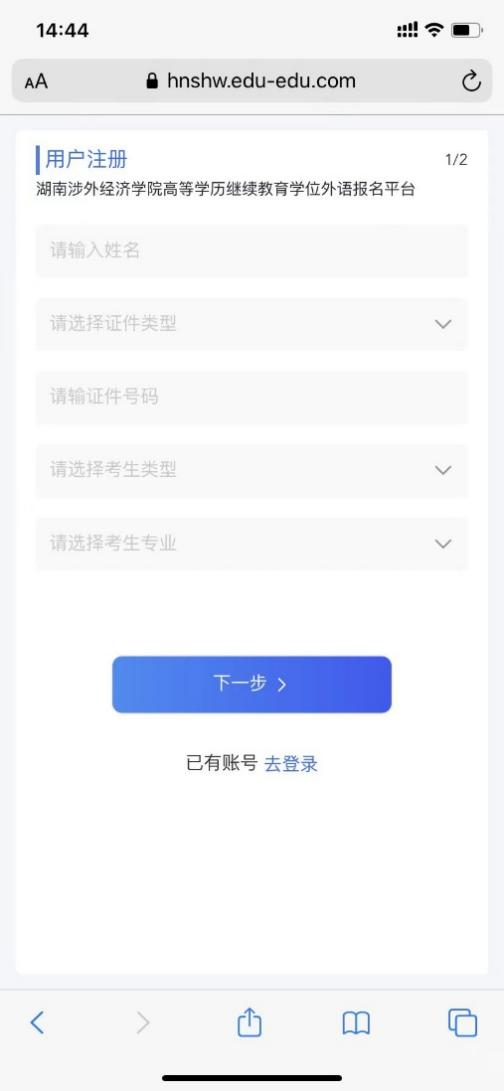 14:44
AA hnshw.edu-edu.com
用户注册 1/2
湖南涉外经济学院高等学历继续教育学位外语报名平台
请输入姓名
请选择证件类型
请输证件号码
请选择考生类型
请选择考生专业
下一步
已有账号 去登录